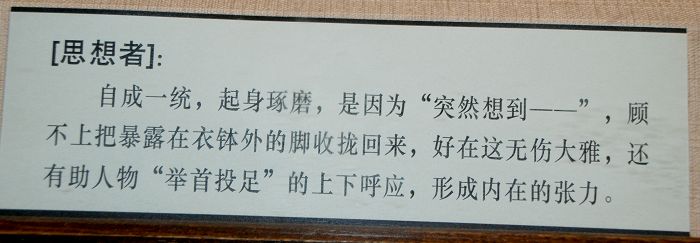 [思想者]:
自成一统，起身琢磨，是因为“突然想到——”，顾
不上把暴露在衣钵外的脚收拢回来，好在这无伤大雅，还
有助人物“举首投足”的上下呼应，形成内在的张力。